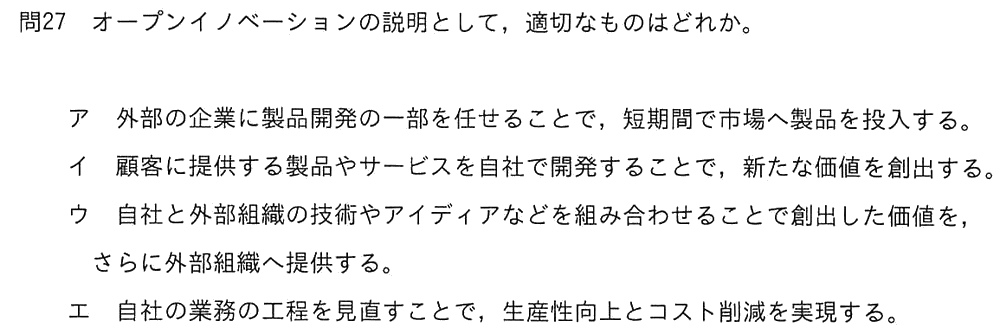 問27 オープンイノベーションの説明として，適切なものはどれか。
ア 外部の企業に製品開発の一部を任せることで，短期間で市場へ製品を投入する。
イ 顧客に提供する製品やサービスを自社で開発することで，新たな価値を創出する。
ウ 自社と外部組織の技術やアイディアなどを組み合わせることで創出した価値を，
さらに外部組織へ提供する。
エ 自社の業務の工程を見直すことで，生産性向上とコスト削減を実現する。